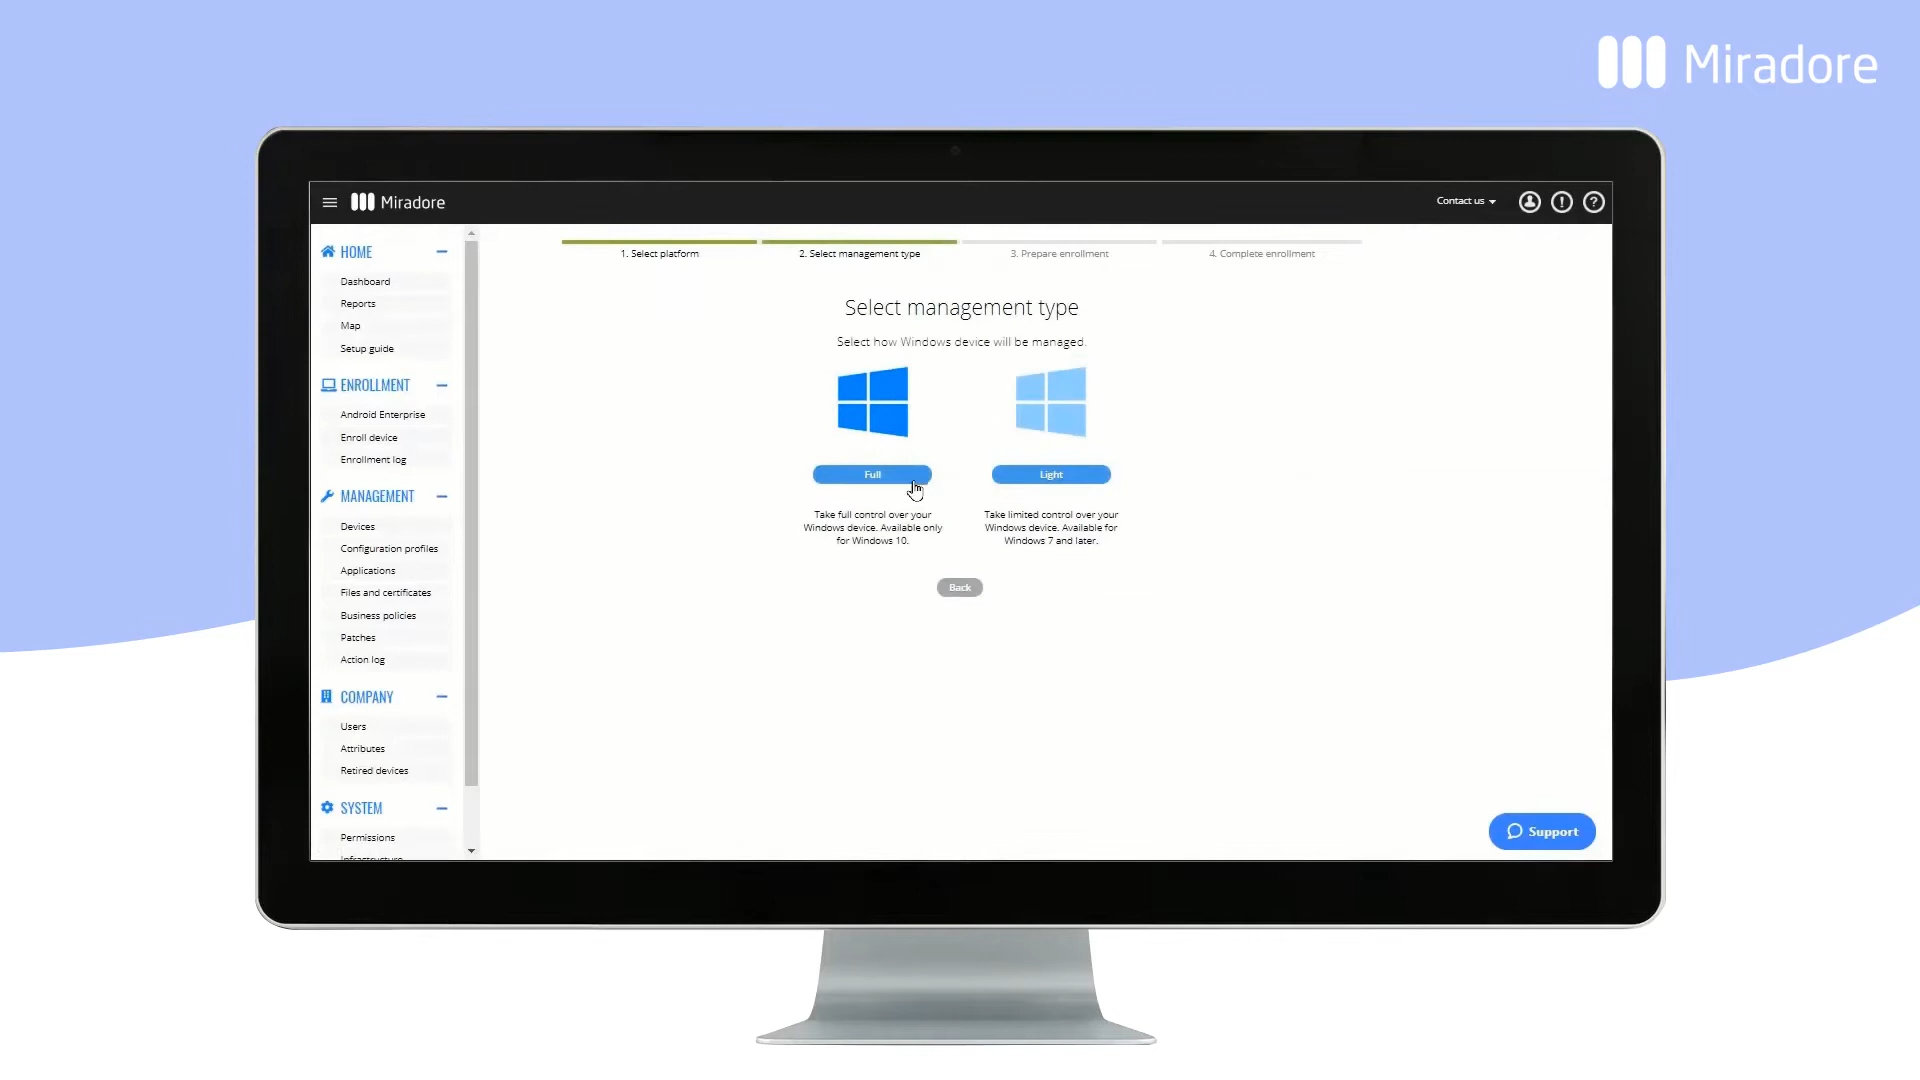 Miradore
Miradore
Contact us
HOME
Dashboard
Reports
Map
Setup guide
ENROLLMENT
Android Enterprise
Enroll device
Enrollment log
MANAGEMENT
Devices
Configuration profiles
Applications
Files and certificates
Business policies
Patches
Action log
COMPANY
Users
Attributes
Retired devices
SYSTEM
Permissions
Infrastructure
1. Select platform
2. Select management type
3. Prepare enrollment
4. Complete enrollment
Select management type
Select how Windows device will be managed.
Full
Take full control over your
Windows device. Available only
for Windows 10.
Light
Take limited control over your
Windows device. Available for
Windows 7 and later.
Back
Support